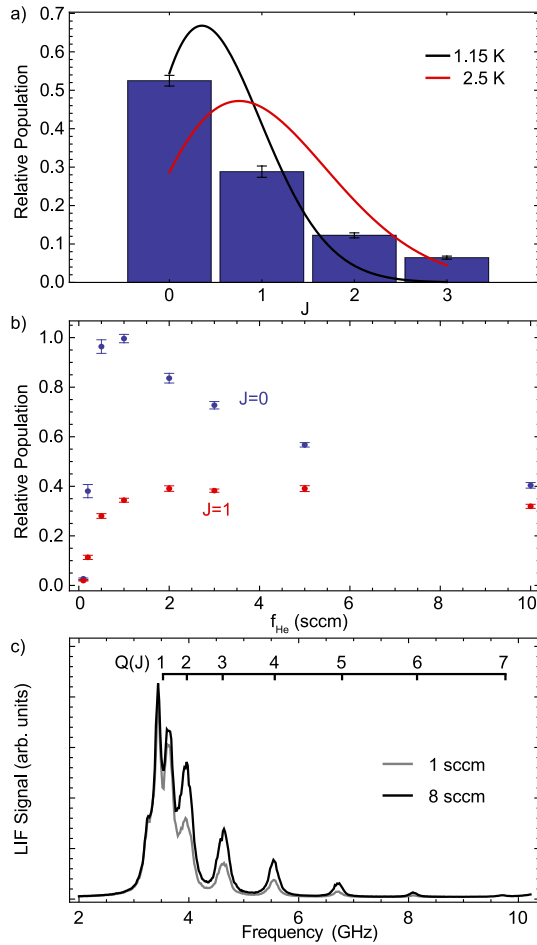 a)
0.7
0.6
0.5
0.4
0.3
0.2
0.1
0.0
Relative Population
1.15 K
2.5 K
0 1 2 3
J
b)
1.0
0.8
0.6
0.4
0.2
0.0
Relative Population
J=0
J=1
0 2 4 6 8 10
fHe (sccm)
c)
Q(J) 1 2 3 4 5 6 7
LIF Signal (arb. units)
1 sccm
8 sccm
2 4 6 8 10
Frequency (GHz)